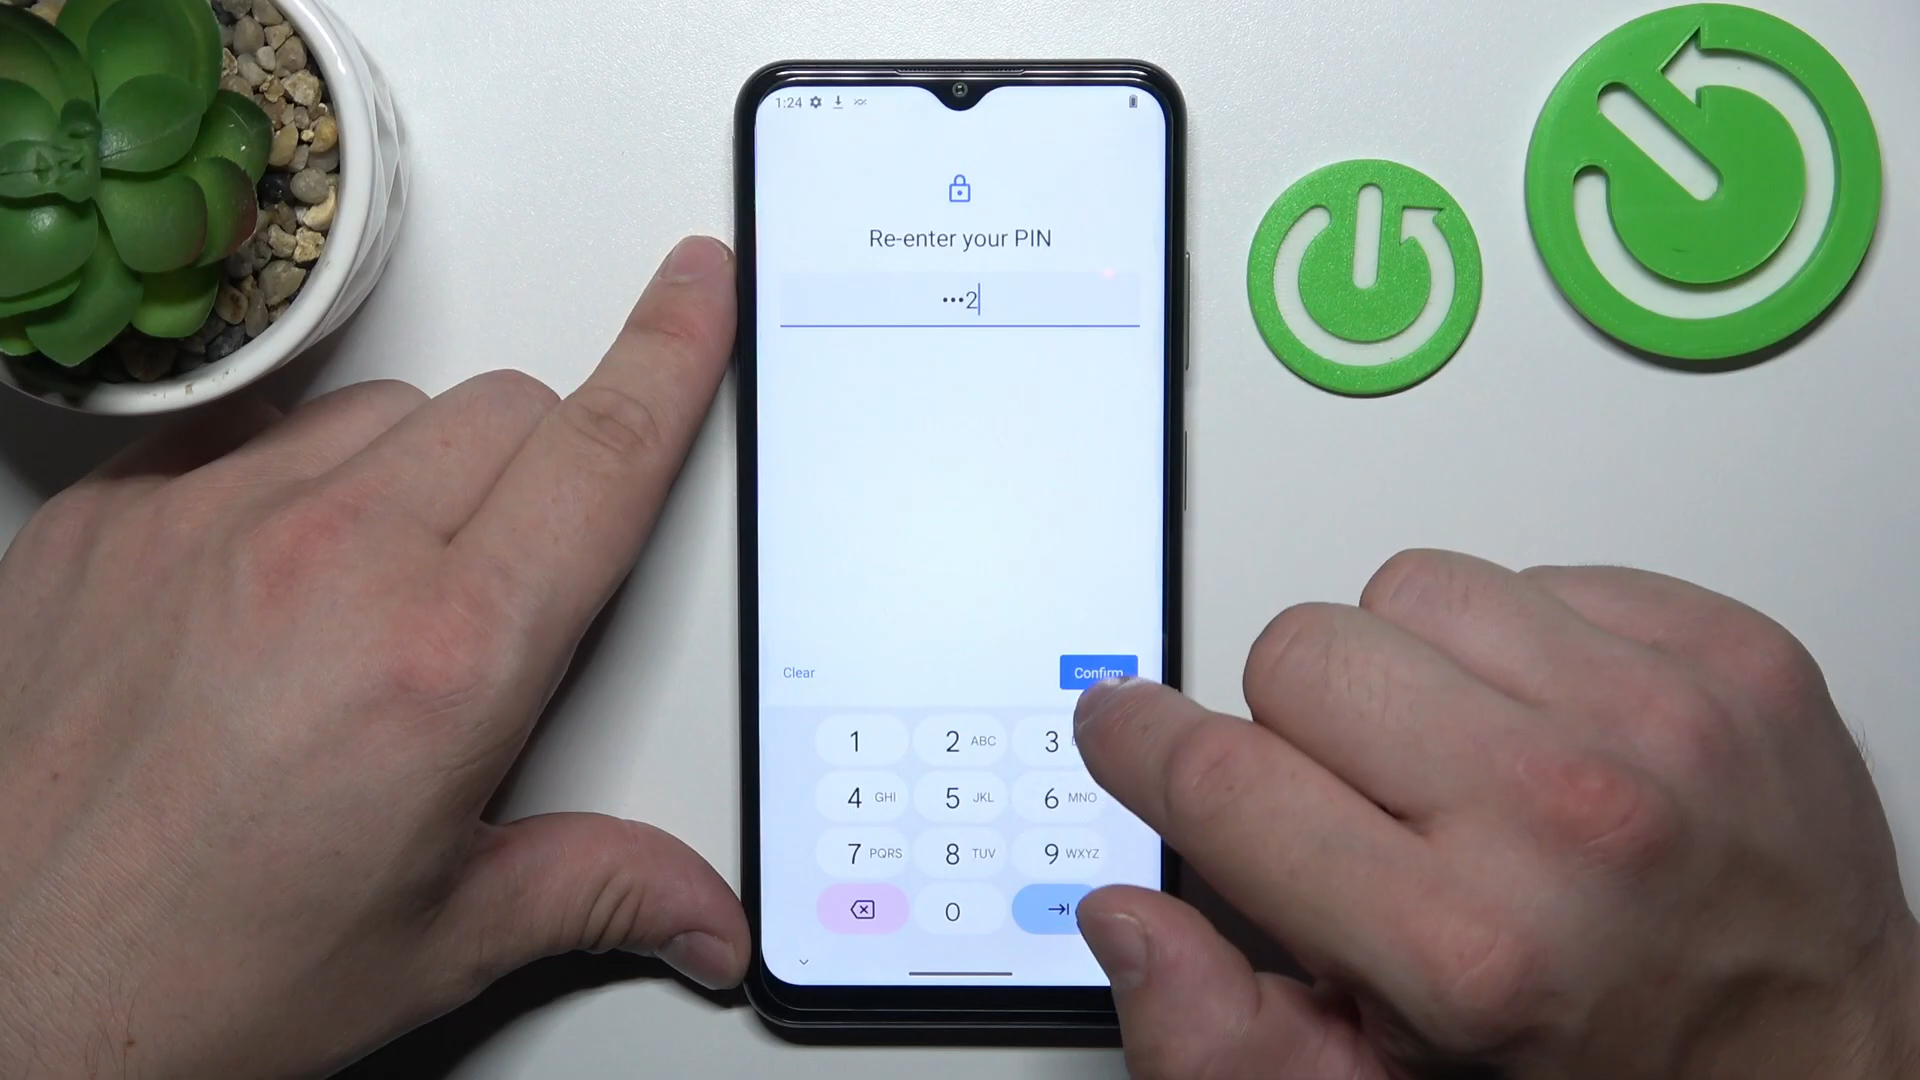 1:24
Re-enter your PIN
•••2
Clear
Confirm
1
2 ABC
3
4 GHI
5 JKL
6 MNO
7 PQRS
8 TUV
9 WXYZ
0